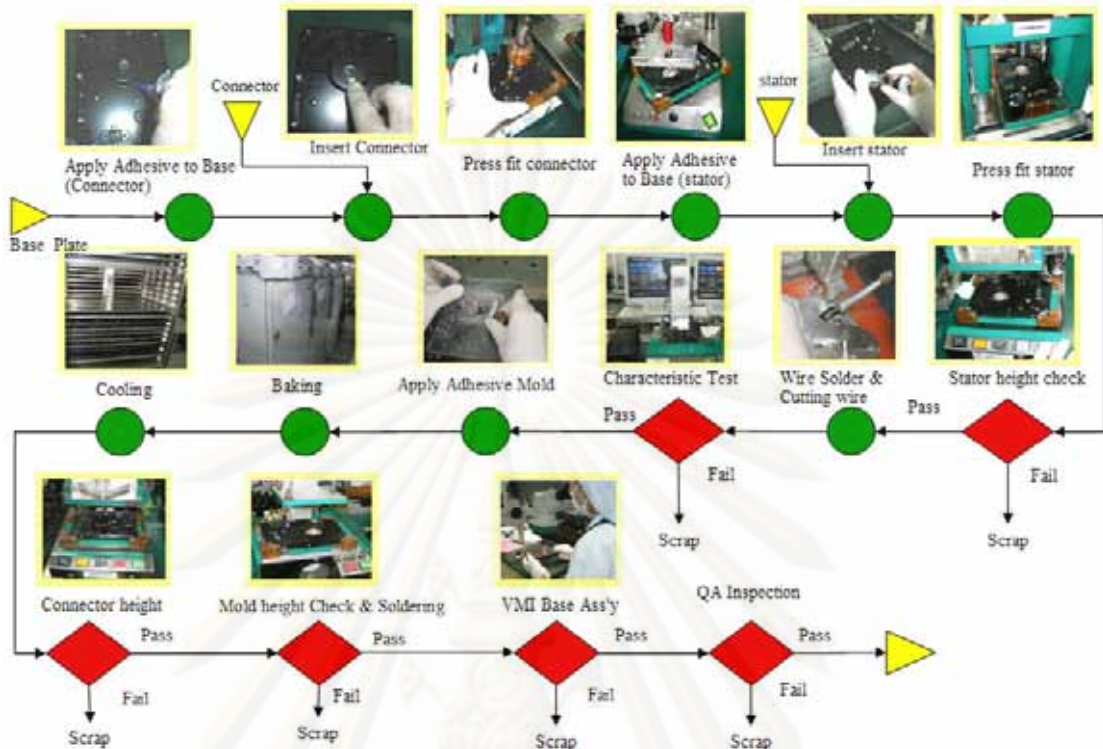 Connector
stator
Apply Adhesive to Base
(Connector)
Insert Connector
Press fit connector
Apply Adhesive
to Base (stator)
Insert stator
Press fit stator
Base Plate
Cooling
Baking
Apply Adhesive Mold
Characteristic Test
Wire Solder &
Cutting wire
Stator height check
Pass
Pass
Fail
Fail
Scrap
Scrap
Connector height
Mold height Check & Soldering
VMI Base Ass'y
QA Inspection
Pass
Pass
Pass
Pass
Fail
Fail
Fail
Fail
Scrap
Scrap
Scrap
Scrap